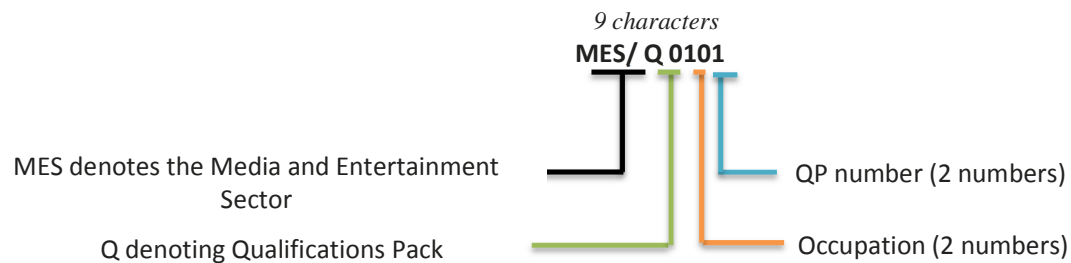 9 characters
MES/ Q 0101
MES denotes the Media and Entertainment
Sector
QP number (2 numbers)
Q denoting Qualifications Pack
Occupation (2 numbers)